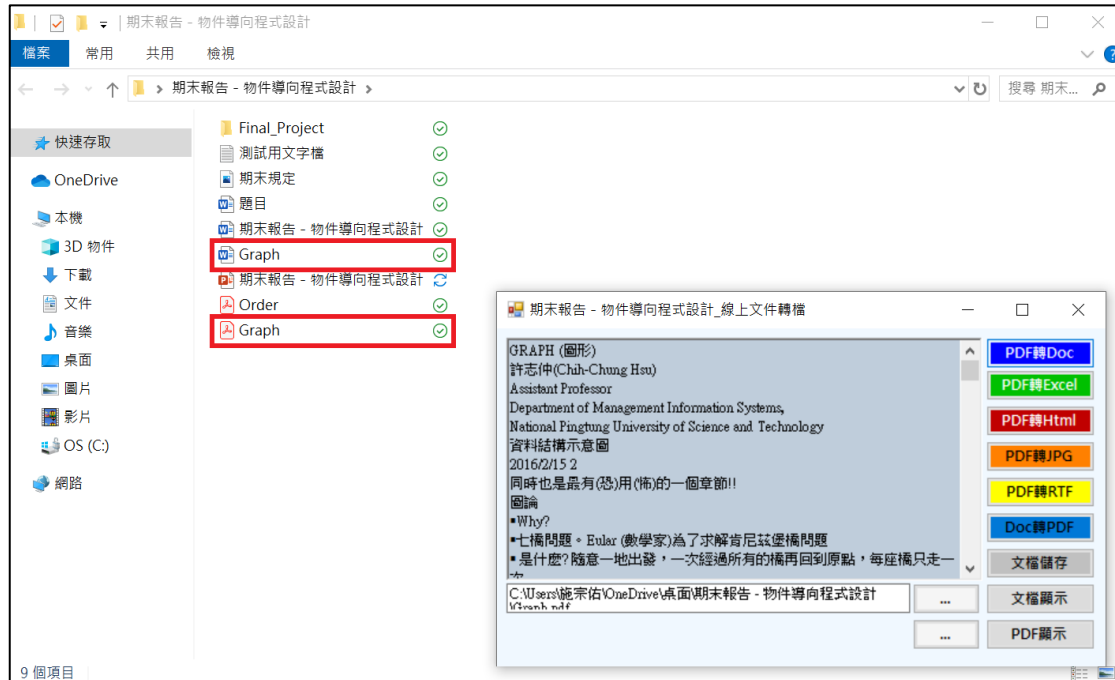 期末報告 - 物件導向程式設計
檔案 常用 共用 檢視
期末報告 - 物件導向程式設計
搜尋 期末...
快速存取
OneDrive
本機
3D 物件
下載
文件
音樂
桌面
圖片
影片
OS (C:)
網路
Final_Project
測試用文字檔
期末規定
題目
期末報告 - 物件導向程式設計
Graph
期末報告 - 物件導向程式設計
Order
Graph
9 個項目
期末報告 - 物件導向程式設計_線上文件轉檔
GRAPH (圖形)
許志仲(Chih-Chung Hsu)
Assistant Professor
Department of Management Information Systems,
National Pingtung University of Science and Technology
資料結構示意圖
2016/2/15 2
同時也是最有(恐)用(怖)的一個章節!!
圖論
▪Why?
▪七橋問題。Eular (數學家)為了求解肯尼茲堡橋問題
▪是什麼?隨意一地出發，一次經過所有的橋再回到原點，每座橋只走一
次
C:\Users\施宗佑\OneDrive\桌面\期末報告 - 物件導向程式設計
\Graph.pdf
...
...
PDF轉Doc
PDF轉Excel
PDF轉Html
PDF轉JPG
PDF轉RTF
Doc轉PDF
文檔儲存
文檔顯示
PDF顯示